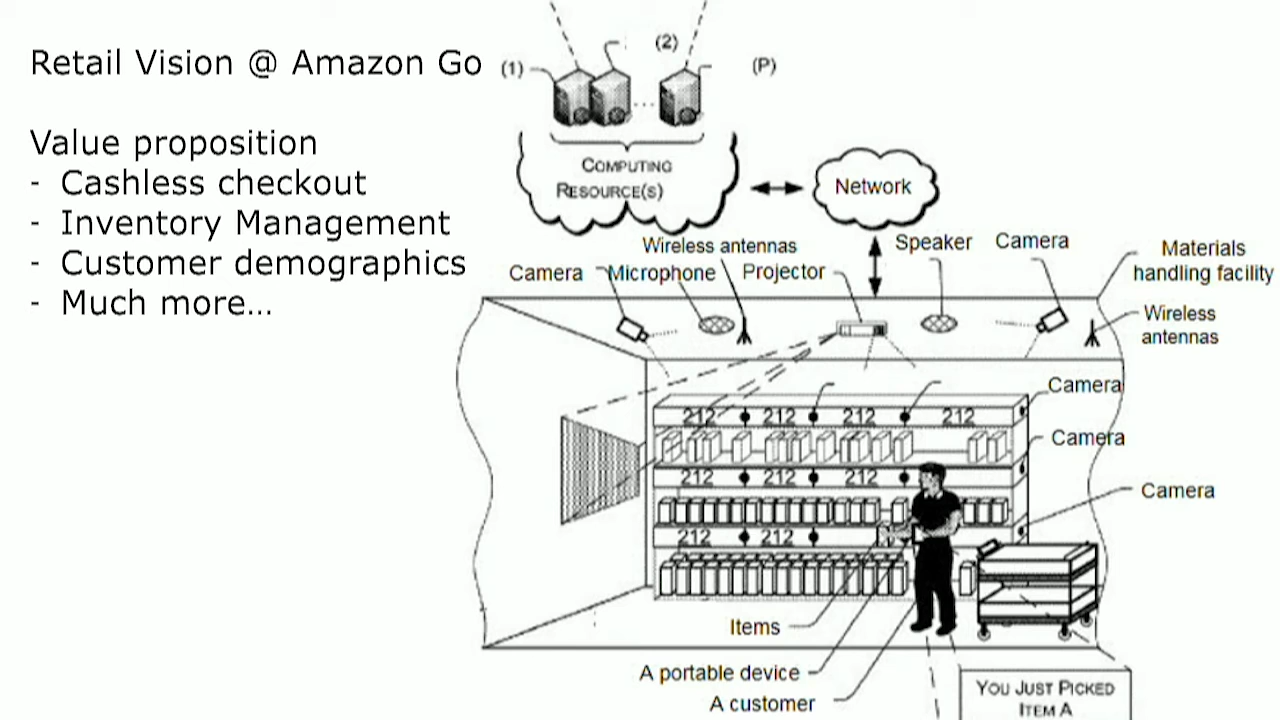 Retail Vision @ Amazon Go
Value proposition
- Cashless checkout
- Inventory Management
- Customer demographics
- Much more...
(1)
(2)
(P)
COMPUTING
RESOURCE(S)
Network
Wireless antennas
Speaker
Camera
Materials
handling facility
Camera
Microphone
Projector
Wireless
antennas
Camera
212 212 212 212
Camera
212 212 212
Camera
212 212
Items
A portable device
A customer
YOU JUST PICKED
ITEM A